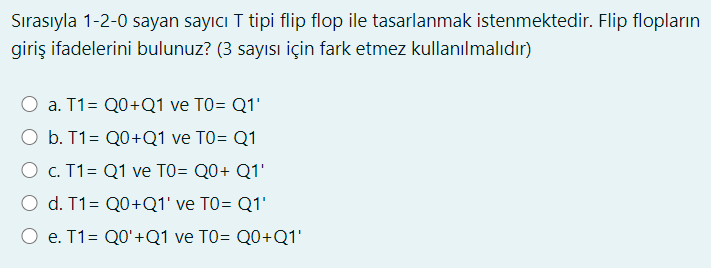 Sırasıyla 1-2-0 sayan sayıcı T tipi flip flop ile tasarlanmak istenmektedir. Flip flopların
giriş ifadelerini bulunuz? (3 sayısı için fark etmez kullanılmalıdır)
a. T1= Q0+Q1 ve T0= Q1'
b. T1= Q0+Q1 ve T0= Q1
c. T1= Q1 ve T0= Q0+ Q1'
d. T1= Q0+Q1' ve T0= Q1'
e. T1= Q0'+Q1 ve T0= Q0+Q1'